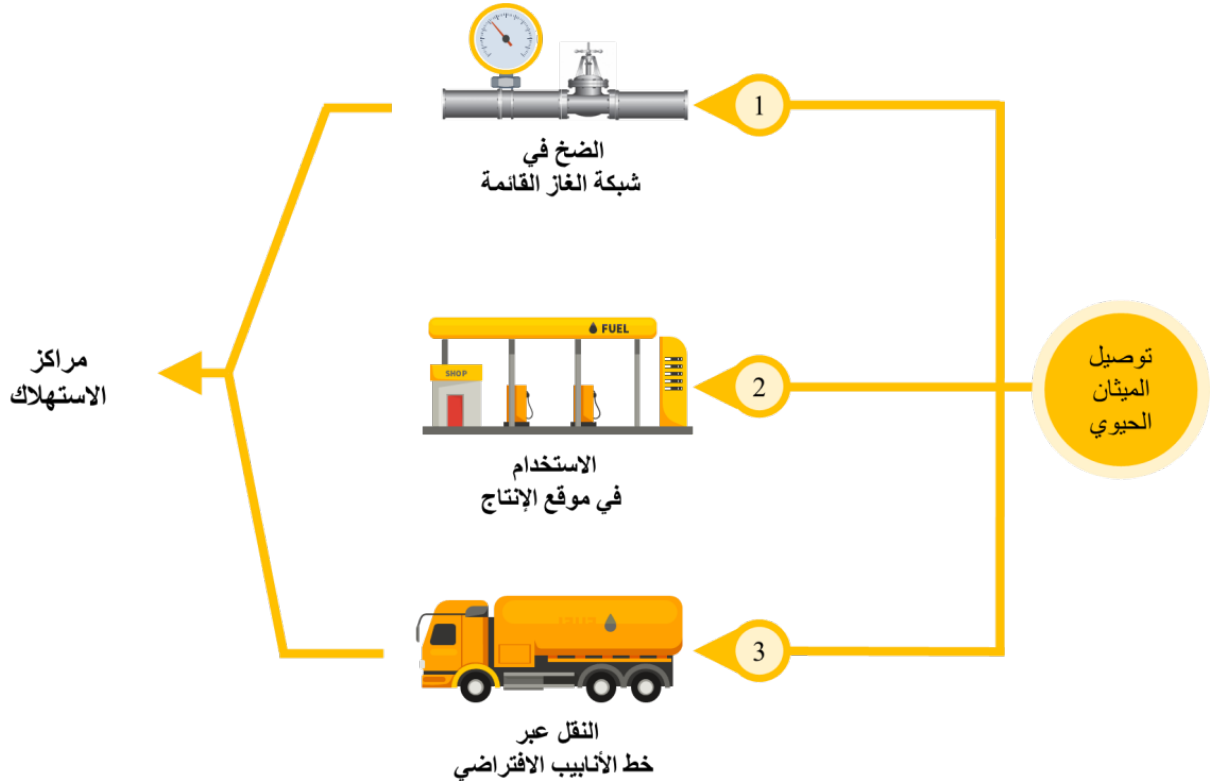 توصيل
الميثان
الحيوي
1
الضخ في
شبكة الغاز القائمة
2
FUEL
SHOP
الاستخدام
في موقع الإنتاج
3
FUEL
النقل عبر
خط الأنابيب الافتراضي
مراكز
الاستهلاك